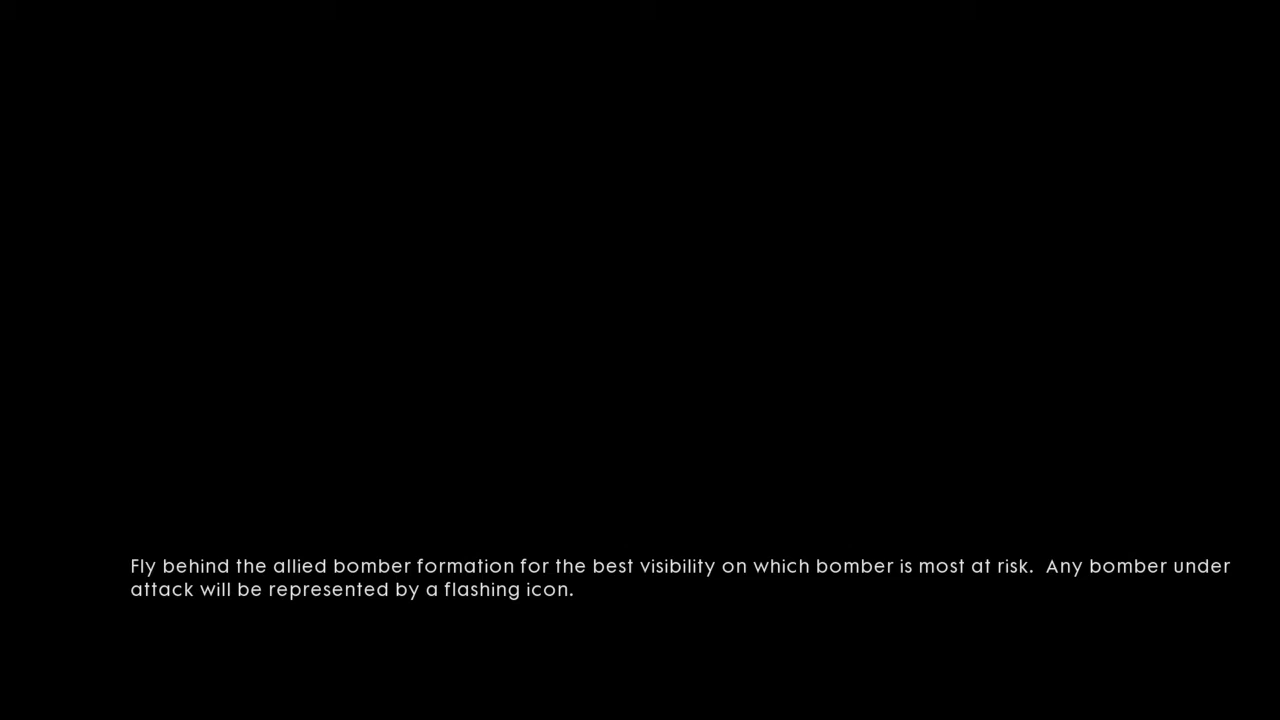 Fly behind the allied bomber formation for the best visibility on which bomber is most at risk.  Any bomber under
attack will be represented by a flashing icon.